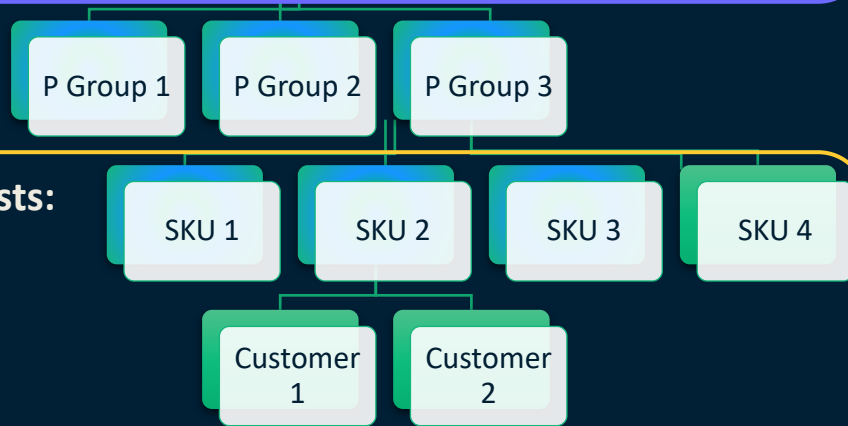 P Group 1 P Group 2 P Group 3
sts:
SKU 1 SKU 2 SKU 3 SKU 4
Customer Customer
1 2